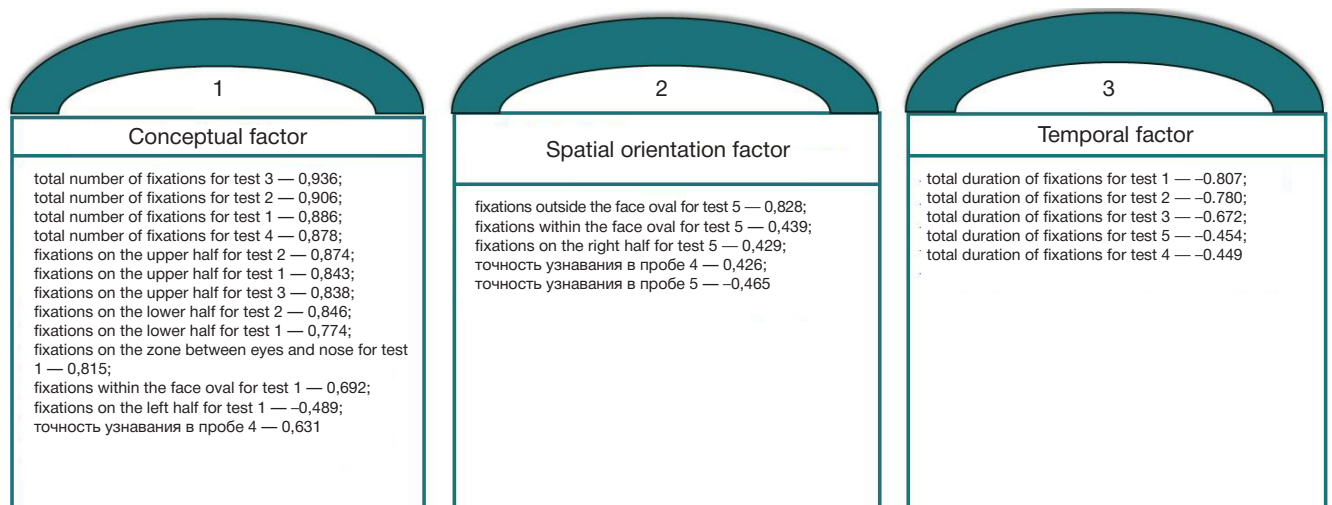 1
Conceptual factor
total number of fixations for test 3 — 0,936;
total number of fixations for test 2 — 0,906;
total number of fixations for test 1 — 0,886;
total number of fixations for test 4 — 0,878;
fixations on the upper half for test 2 — 0,874;
fixations on the upper half for test 1 — 0,843;
fixations on the upper half for test 3 — 0,838;
fixations on the lower half for test 2 — 0,846;
fixations on the lower half for test 1 — 0,774;
fixations on the zone between eyes and nose for test
1 — 0,815;
fixations within the face oval for test 1 — 0,692;
fixations on the left half for test 1 — –0,489;
точность узнавания в пробе 4 — 0,631
2
Spatial orientation factor
fixations outside the face oval for test 5 — 0,828;
fixations within the face oval for test 5 — 0,439;
fixations on the right half for test 5 — 0,429;
точность узнавания в пробе 4 — 0,426;
точность узнавания в пробе 5 — –0,465
3
Temporal factor
total duration of fixations for test 1 — –0.807;
total duration of fixations for test 2 — –0.780;
total duration of fixations for test 3 — –0.672;
total duration of fixations for test 5 — –0.454;
total duration of fixations for test 4 — –0.449